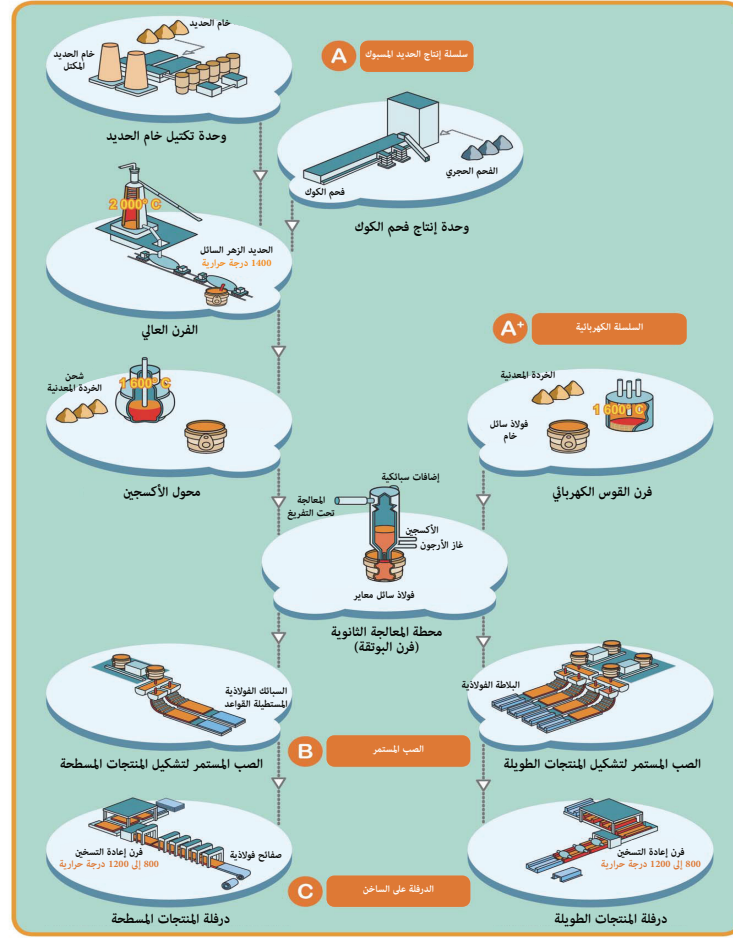 خام الحديد
A
سلسلة إنتاج الحديد المسبوك
خام الحديد
المكتل
وحدة تكتيل خام الحديد
الفحم الحجري
فحم الكوك
وحدة إنتاج فحم الكوك
2 000° C
الحديد الزهر السائل
1400 درجة حرارية
الفرن العالي
A+
السلسلة الكهربائية
شحن
الخردة المعدنية
1 600° C
محول الأكسجين
الخردة المعدنية
1 600° C
فولاذ سائل
خام
فرن القوس الكهربائي
إضافات سبائكية
المعالجة
تحت التفريغ
الأكسجين
غاز الأرجون
فولاذ سائل معاير
محطة المعالجة الثانوية
(فرن البوتقة)
السبائك الفولاذية
المستطيلة القواعد
الصب المستمر لتشكيل المنتجات المسطحة
البلاطة الفولاذية
الصب المستمر لتشكيل المنتجات الطويلة
B
الصب المستمر
فرن إعادة التسخين
800 إلى 1200 درجة حرارية
صفائح فولاذية
درفلة المنتجات المسطحة
فرن إعادة التسخين
800 إلى 1200 درجة حرارية
درفلة المنتجات الطويلة
C
الدرفلة على الساخن